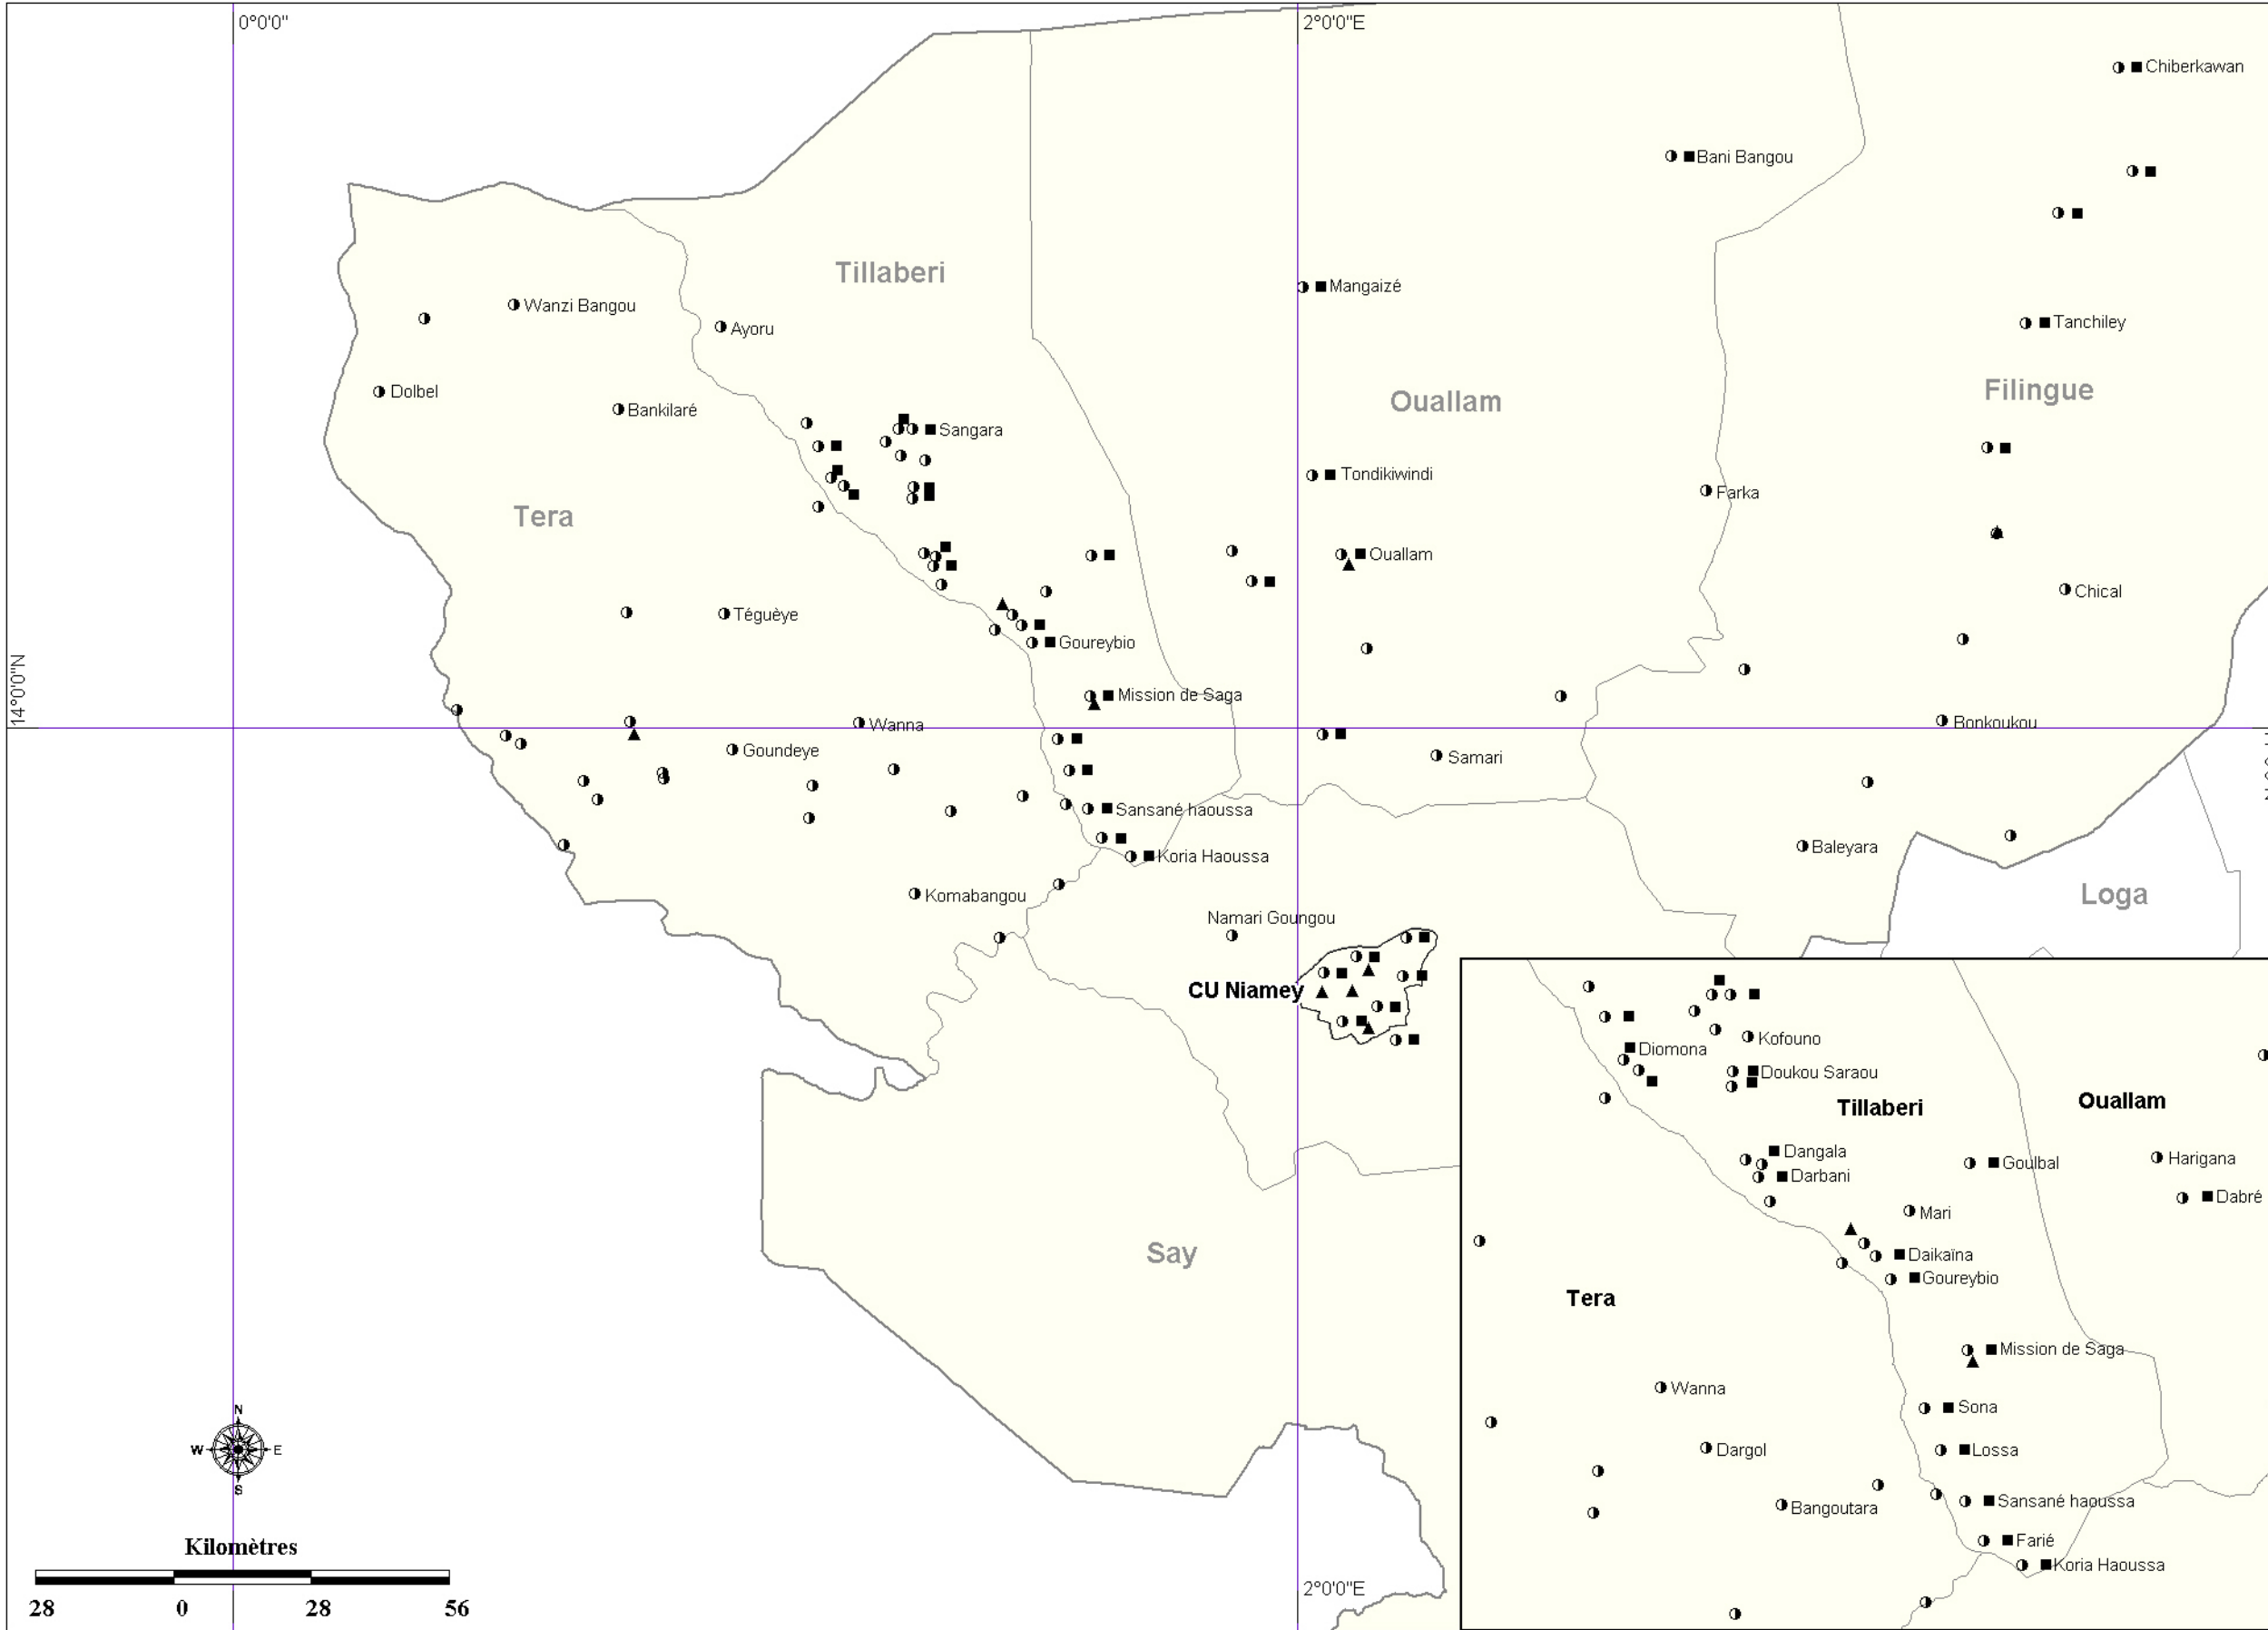 0°0'0"
2°0'0"E
Chiberkawan
Bani Bangou
Tillaberi
Mangaizé
Wanzi Bangou
Ayoru
Tanchiley
Dolbel
Bankilaré
Ouallam
Filingue
Sangara
Tondikiwindi
Farka
Tera
Ouallam
Chical
Téguèye
Goureybio
14°0'0"N
Mission de Saga
Wanna
Bonkoukou
Goundeye
Samari
Sansané haoussa
Baleyara
Koria Haoussa
Komabangou
Loga
Namari Goungou
CU Niamey
Say
Kofouno
Diomona
Doukou Saraou
Tillaberi
Ouallam
Dangala
Darbani
Goulbal
Harigana
Dabré
Mari
Daikaïna
Goureybio
Tera
Mission de Saga
Wanna
Sona
Dargol
Lossa
Bangoutara
Sansané haoussa
Farié
Koria Haoussa
N
W
E
S
Kilomètres
28 0 28 56
2°0'0"E